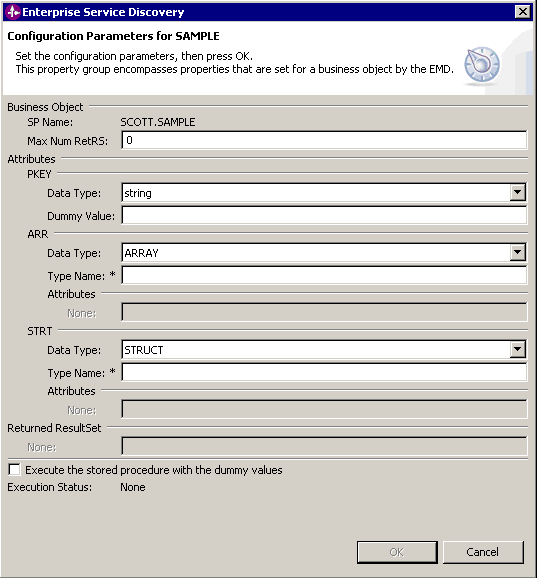 Enterprise Service Discovery
Configuration Parameters for SAMPLE
Set the configuration parameters, then press OK.
This property group encompasses properties that are set for a business object by the EMD.
Business Object
SP Name: SCOTT.SAMPLE
Max Num RetRS: 0
Attributes
PKEY
Data Type: string
Dummy Value:
ARR
Data Type: ARRAY
Type Name: *
Attributes
None:
STRT
Data Type: STRUCT
Type Name: *
Attributes
None:
Returned ResultSet
None:
Execute the stored procedure with the dummy values
Execution Status: None
OK Cancel